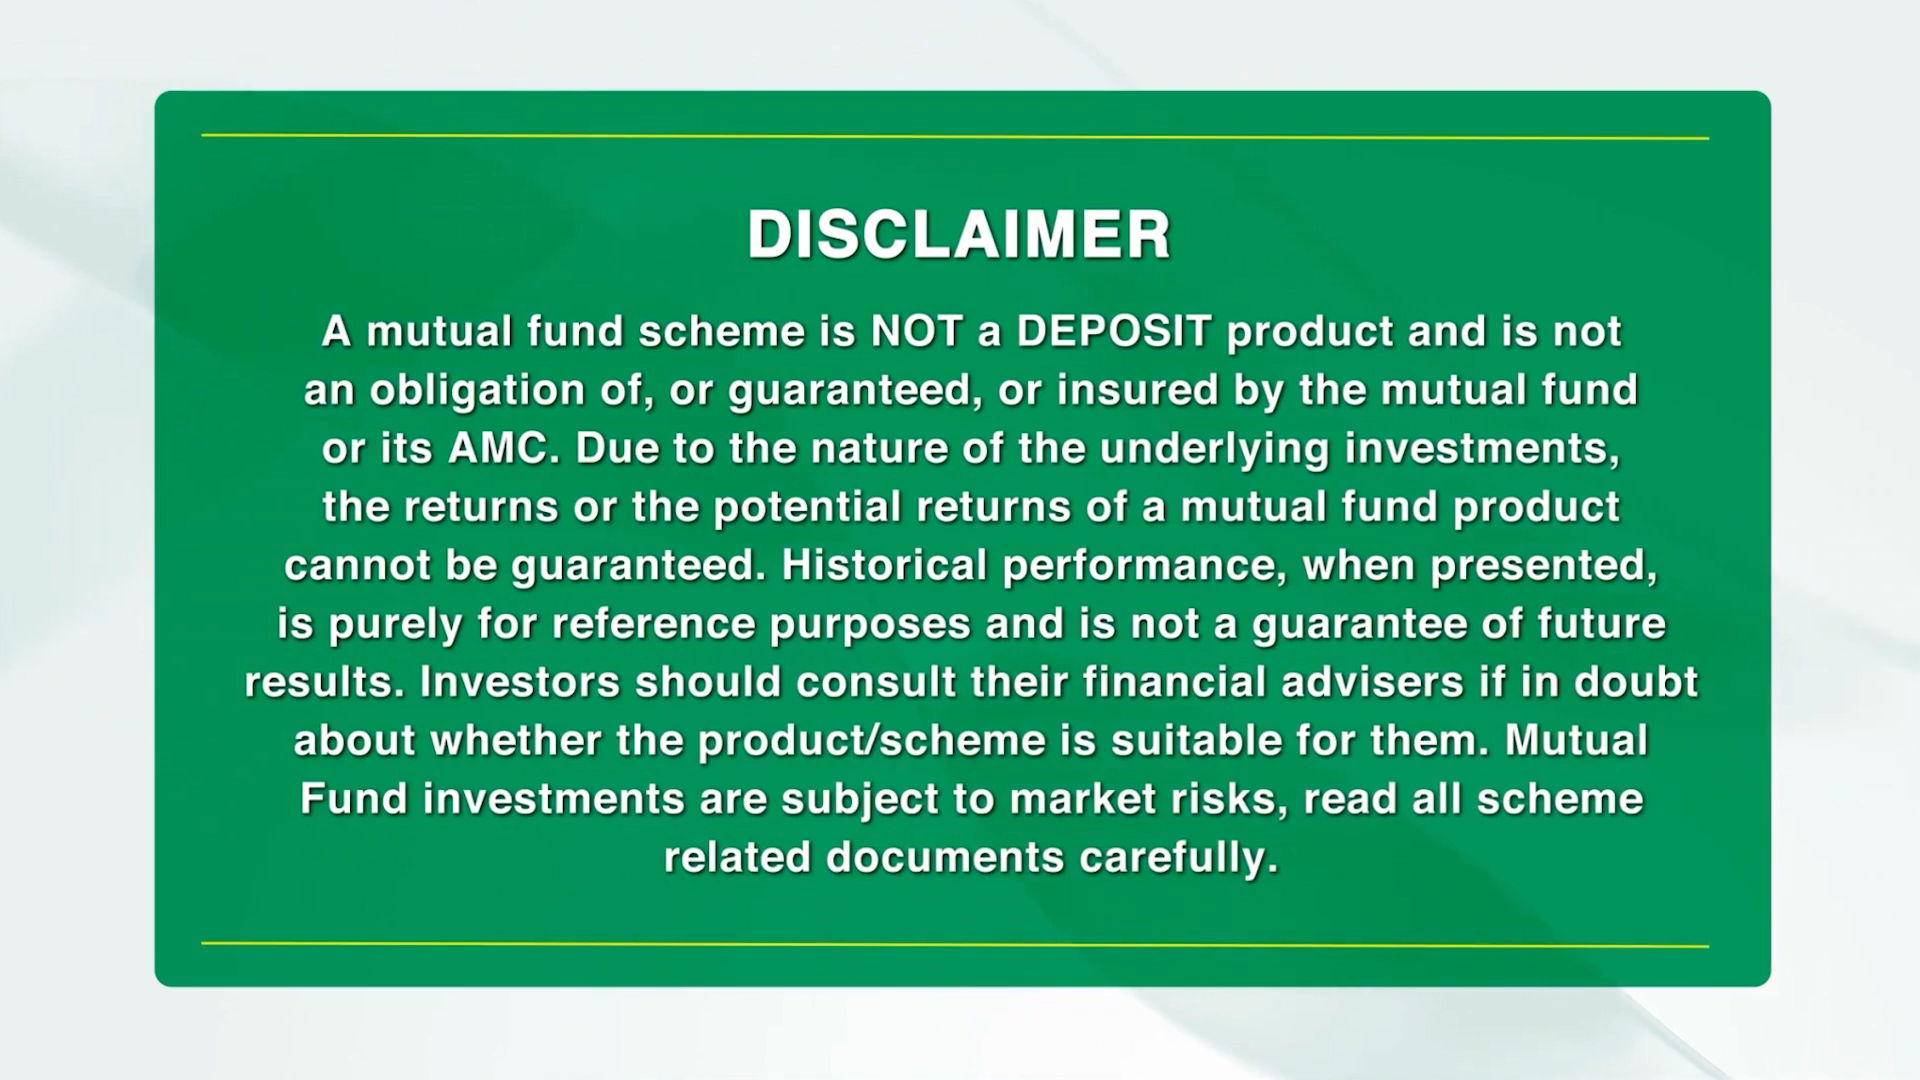 DISCLAIMER
A mutual fund scheme is NOT a DEPOSIT product and is not
an obligation of, or guaranteed, or insured by the mutual fund
or its AMC. Due to the nature of the underlying investments,
the returns or the potential returns of a mutual fund product
cannot be guaranteed. Historical performance, when presented,
is purely for reference purposes and is not a guarantee of future
results. Investors should consult their financial advisers if in doubt
about whether the product/scheme is suitable for them. Mutual
Fund investments are subject to market risks, read all scheme
related documents carefully.